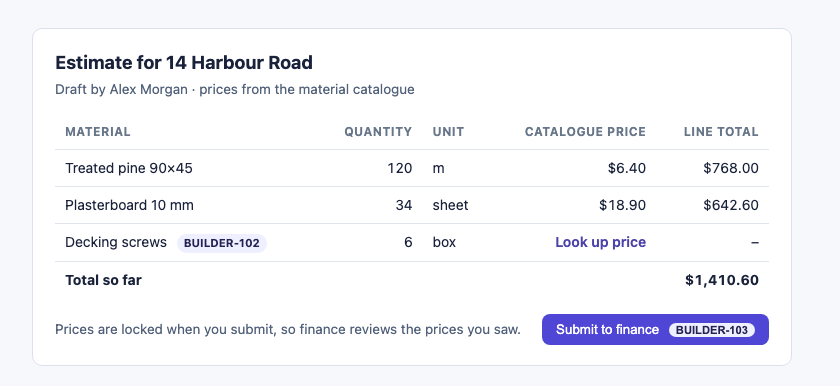 Estimate for 14 Harbour Road
Draft by Alex Morgan · prices from the material catalogue
MATERIAL QUANTITY UNIT CATALOGUE PRICE LINE TOTAL
Treated pine 90×45 120 m $6.40 $768.00
Plasterboard 10 mm 34 sheet $18.90 $642.60
Decking screws BUILDER-102 6 box Look up price –
Total so far $1,410.60
Prices are locked when you submit, so finance reviews the prices you saw. Submit to finance BUILDER-103